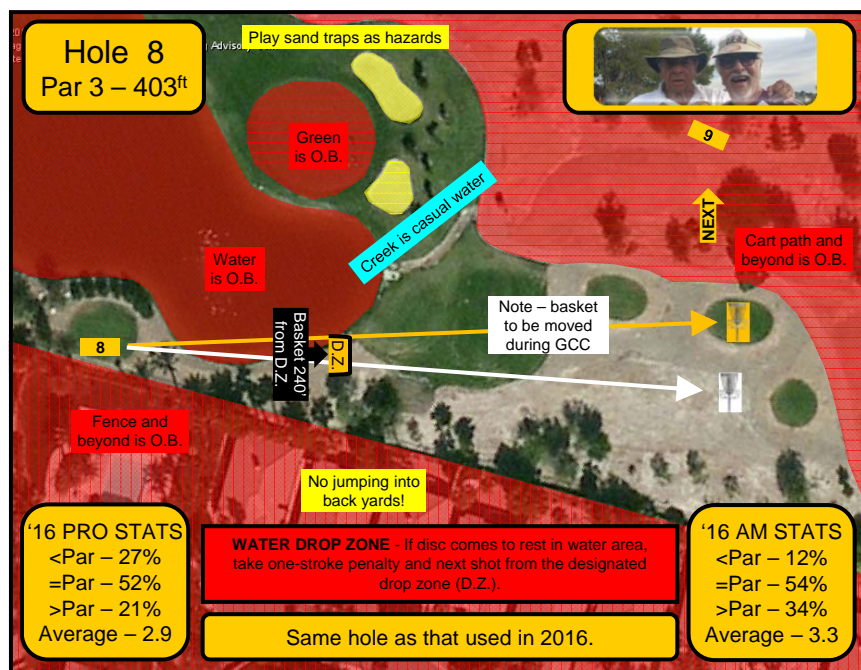 Hole 8
Par 3 – 403ft
Advisory
Play sand traps as hazards
Green
is O.B.
9
NEXT
Creek is casual water
Cart path and
beyond is O.B.
Water
is O.B.
Note – basket
to be moved
during GCC
8
Basket 240'
from D.Z.
D.Z.
Fence and
beyond is O.B.
No jumping into
back yards!
'16 PRO STATS
<Par – 27%
=Par – 52%
>Par – 21%
Average – 2.9
WATER DROP ZONE - If disc comes to rest in water area,
take one-stroke penalty and next shot from the designated
drop zone (D.Z.).
Same hole as that used in 2016.
'16 AM STATS
<Par – 12%
=Par – 54%
>Par – 34%
Average – 3.3